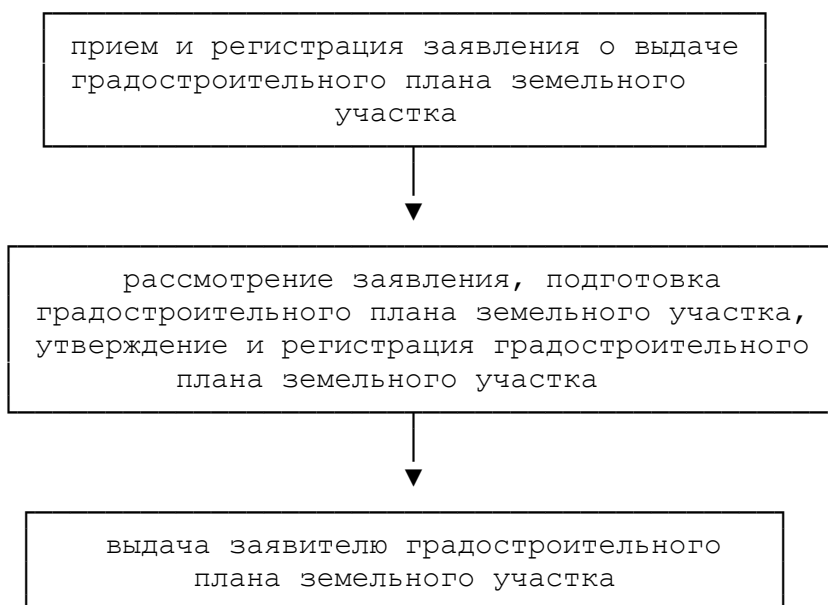 прием и регистрация заявления о выдаче
градостроительного плана земельного
участка
рассмотрение заявления, подготовка
градостроительного плана земельного участка,
утверждение и регистрация градостроительного
плана земельного участка
выдача заявителю градостроительного
плана земельного участка